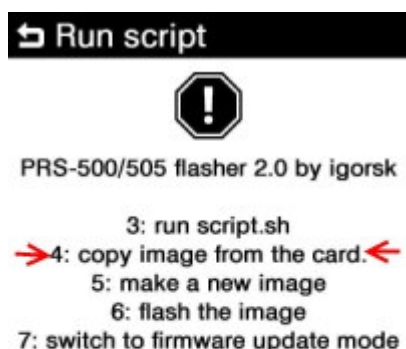 Run script
PRS-500/505 flasher 2.0 by igorsk
3: run script.sh
4: copy image from the card.
5: make a new image
6: flash the image
7: switch to firmware update mode